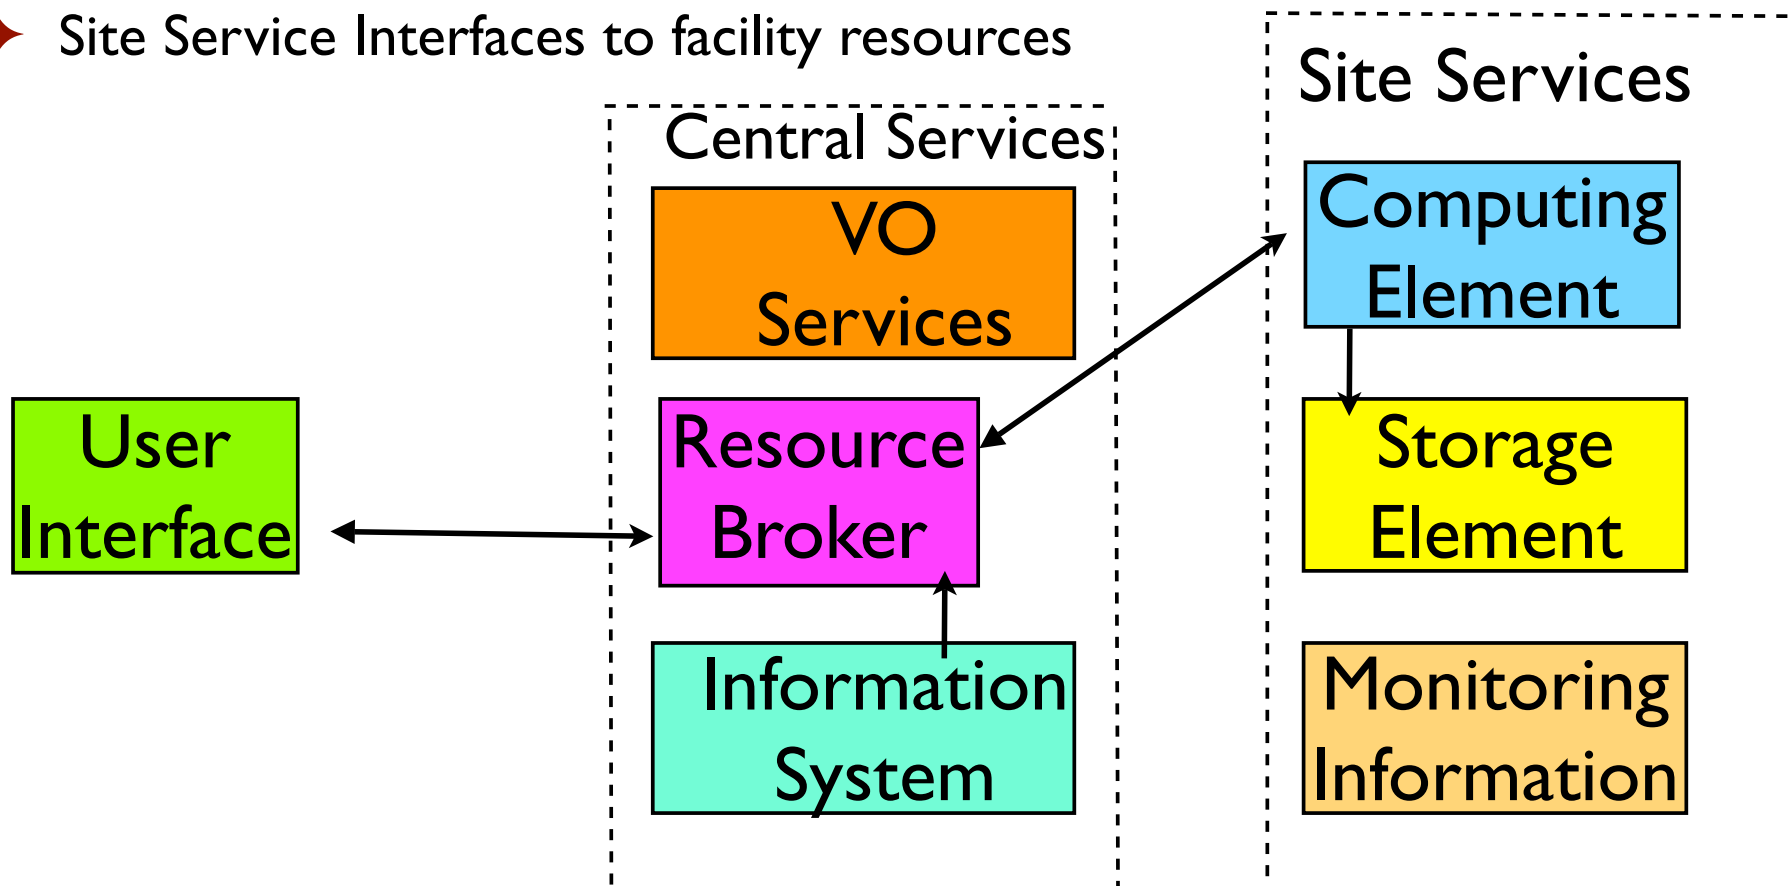 Site Service Interfaces to facility resources
Site Services
Central Services
VO
Services
Computing
Element
User
Interface
Resource
Broker
Storage
Element
Information
System
Monitoring
Information